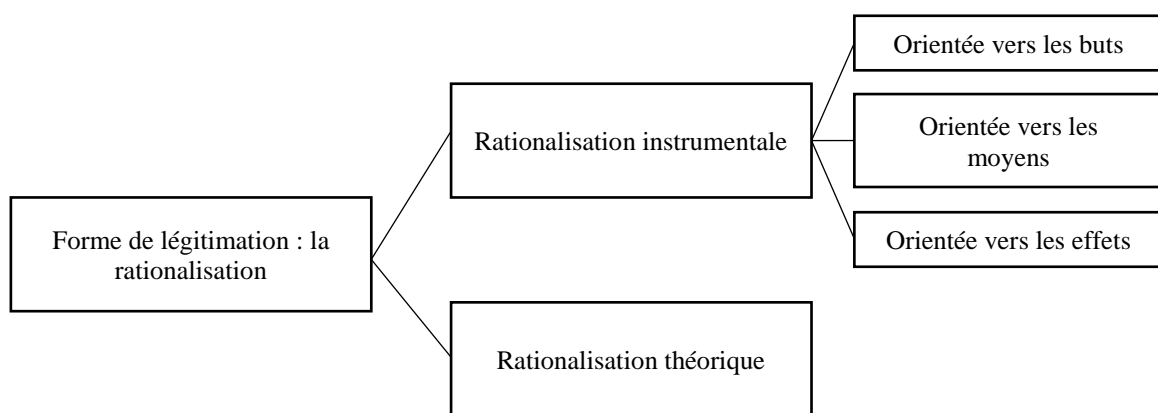 Forme de légitimation : la
rationalisation
Rationalisation instrumentale
Orientée vers les buts
Orientée vers les
moyens
Orientée vers les effets
Rationalisation théorique